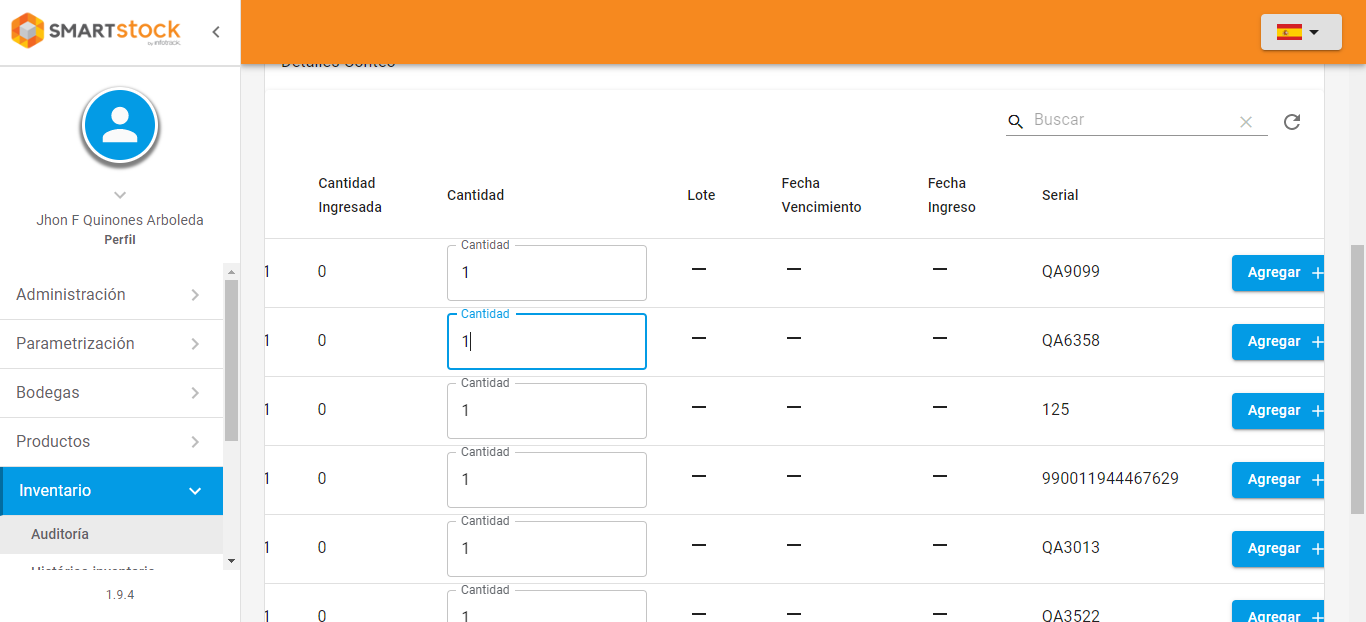 SMARTstock
by infotrack.
Jhon F Quinones Arboleda
Perfil
Administración
Parametrización
Bodegas
Productos
Inventario
Auditoría
Histórico inventario
1.9.4
Detalles Conteo
Buscar
Cantidad Ingresada Cantidad Lote Fecha Vencimiento Fecha Ingreso Serial
Cantidad
1 0 1 — — — QA9099 Agregar +
Cantidad
1 0 1 — — — QA6358 Agregar +
Cantidad
1 0 1 — — — 125 Agregar +
Cantidad
1 0 1 — — — 990011944467629 Agregar +
Cantidad
1 0 1 — — — QA3013 Agregar +
Cantidad
1 0 1 — — — QA3522 Agregar +